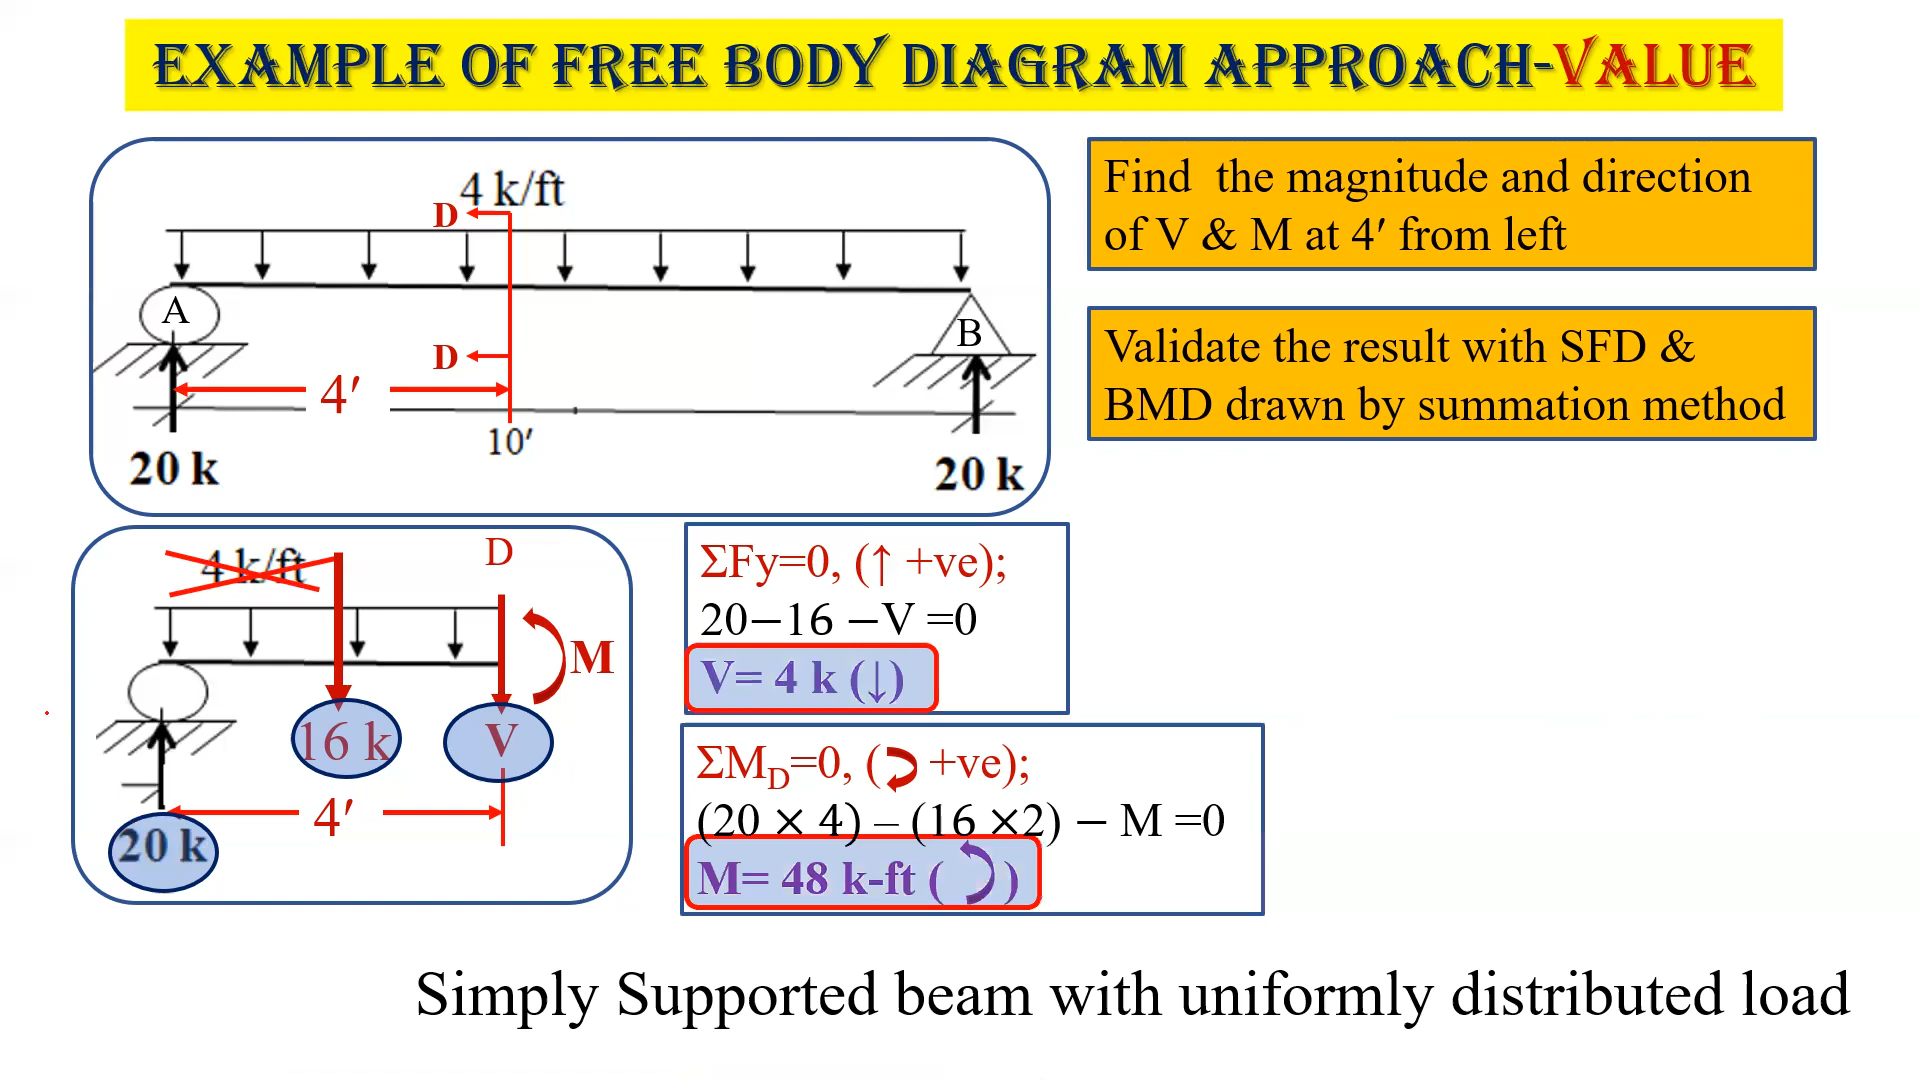 EXAMPLE OF FREE BODY DIAGRAM APPROACH-VALUE
4 k/ft
D
A
B
D
4′
10′
20 k
20 k
Find the magnitude and direction
of V & M at 4′ from left
Validate the result with SFD &
BMD drawn by summation method
4 k/ft
D
M
16 k
V
4′
20 k
ΣFy=0, (↑ +ve);
20−16 −V =0
V= 4 k (↓)
ΣM_D=0, (⤸ +ve);
(20 × 4) – (16 ×2) − M =0
M= 48 k-ft (⤴)
Simply Supported beam with uniformly distributed load